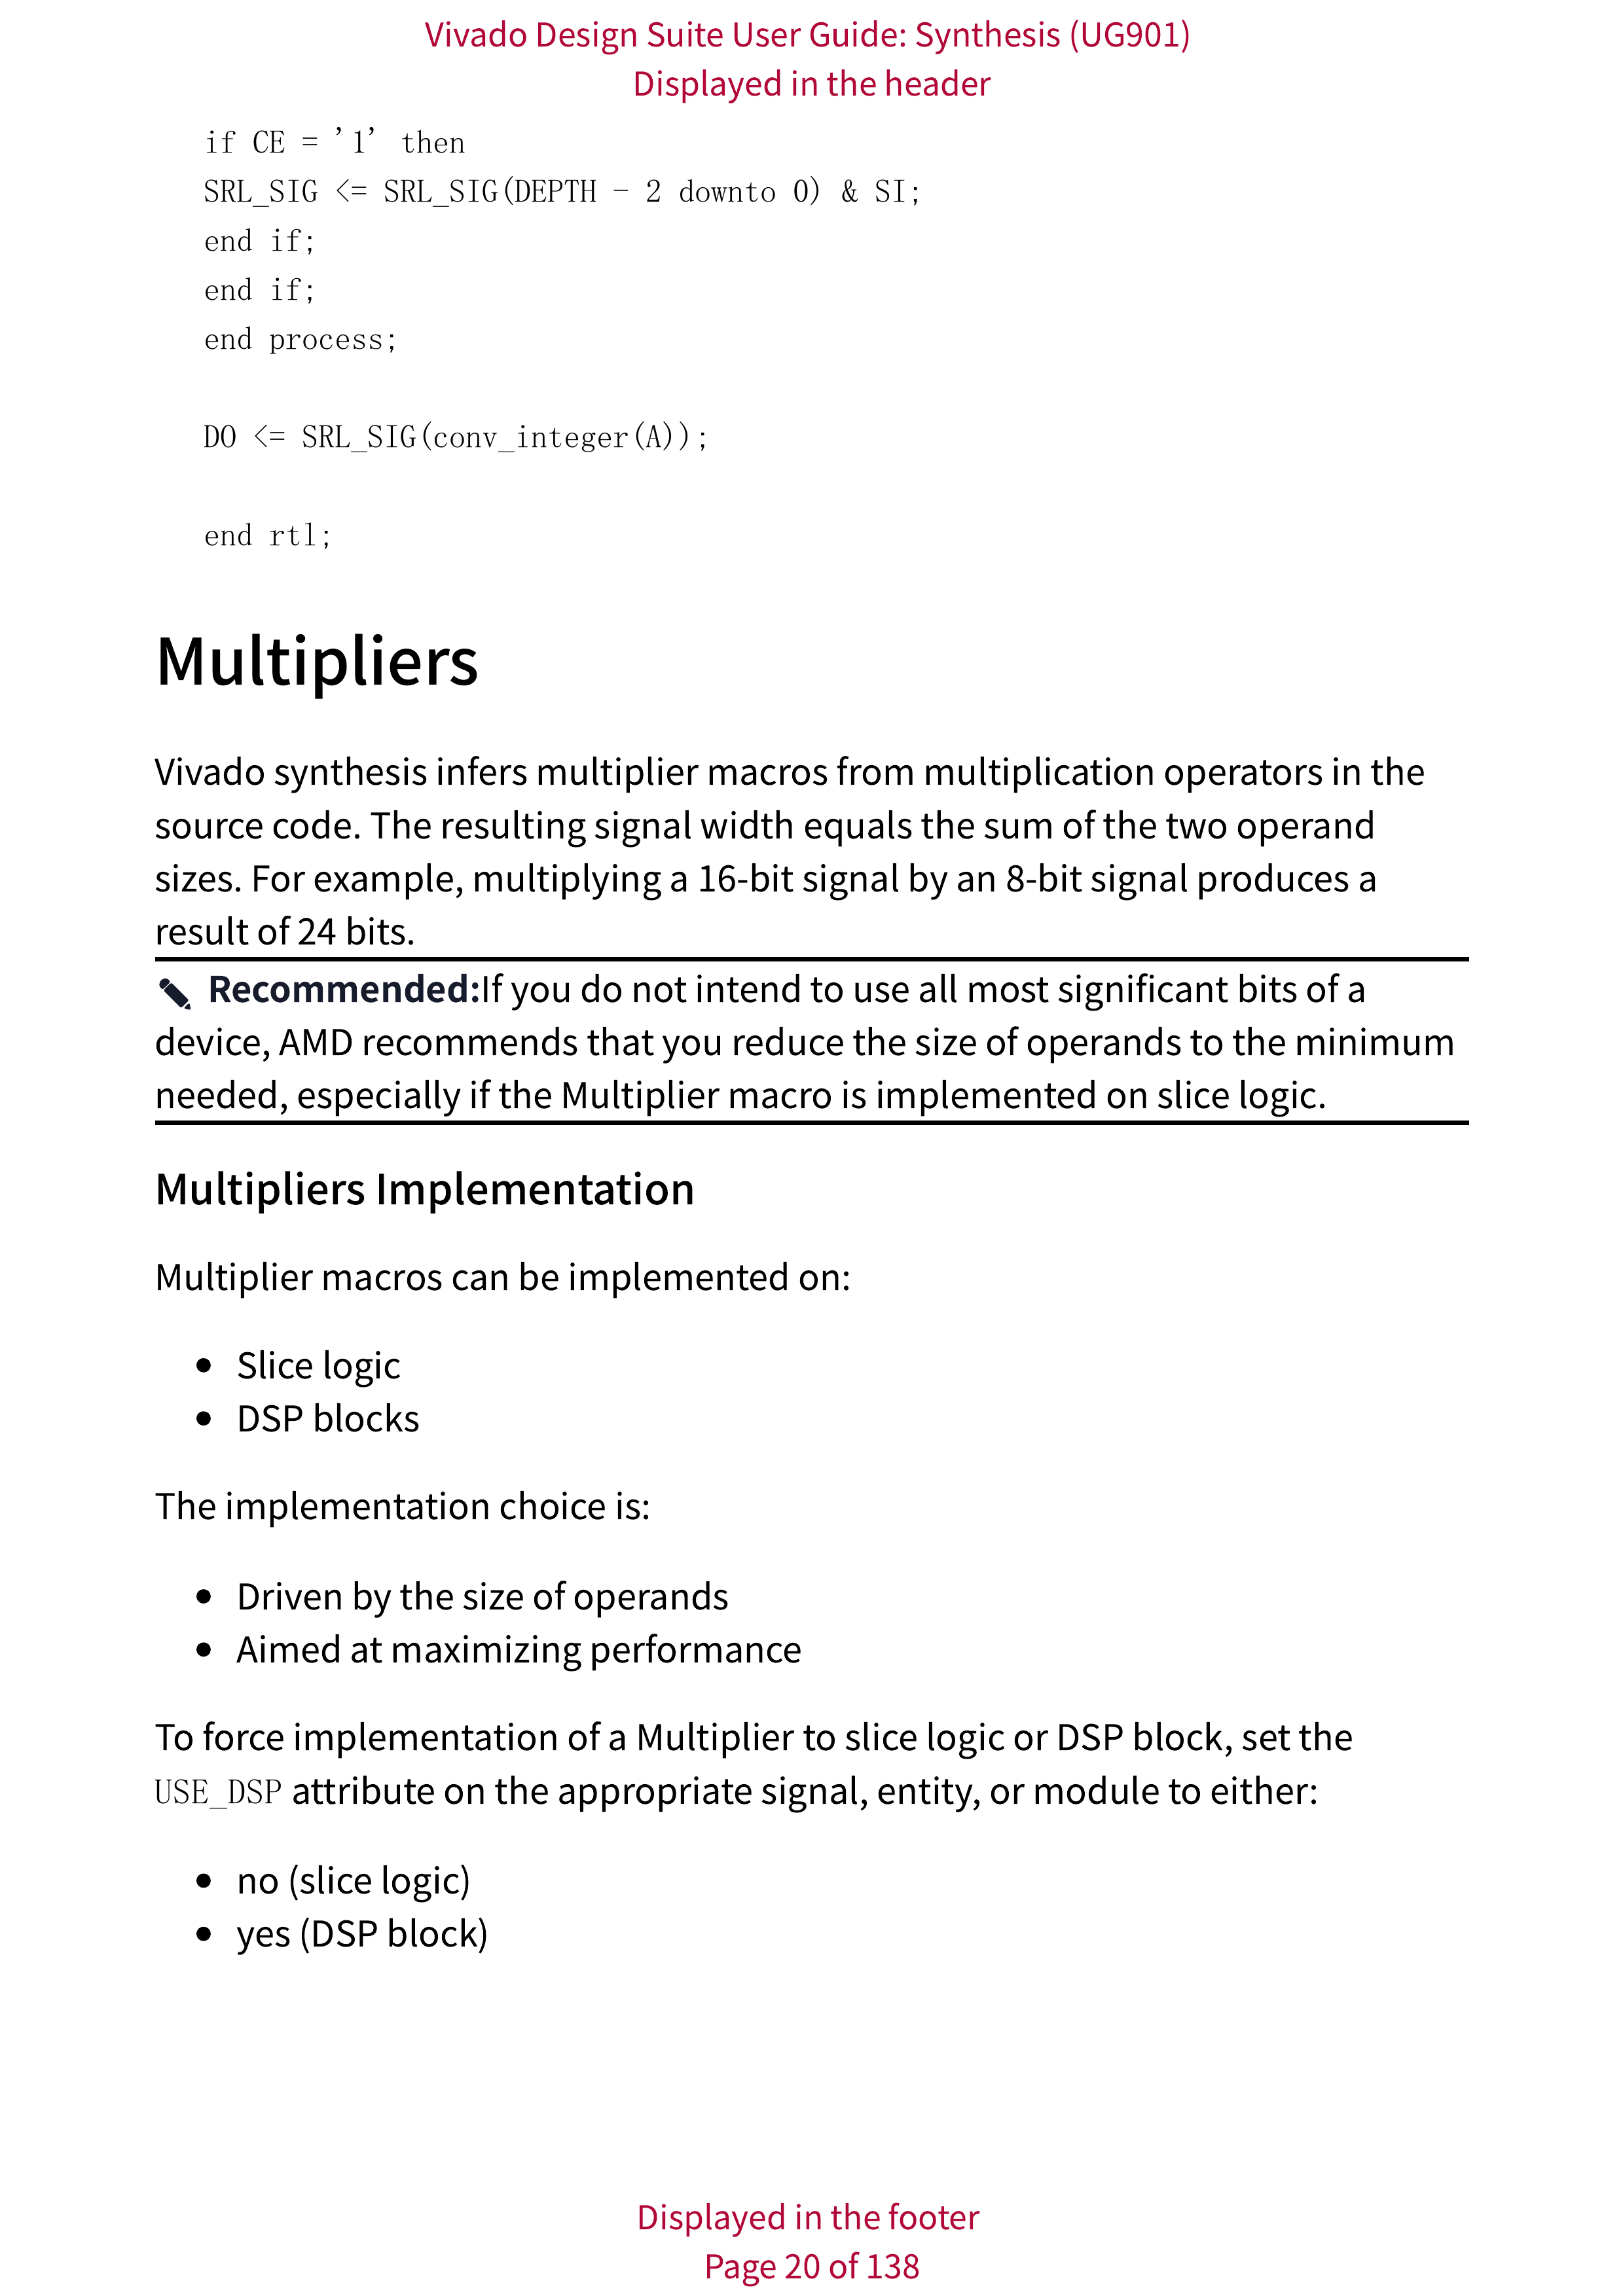 Vivado Design Suite User Guide: Synthesis (UG901)
Displayed in the header
if CE = '1' then
SRL_SIG <= SRL_SIG(DEPTH - 2 downto 0) & SI;
end if;
end if;
end process;
DO <= SRL_SIG(conv_integer(A));
end rtl;
Multipliers
Vivado synthesis infers multiplier macros from multiplication operators in the
source code. The resulting signal width equals the sum of the two operand
sizes. For example, multiplying a 16-bit signal by an 8-bit signal produces a
result of 24 bits.
Recommended:If you do not intend to use all most significant bits of a
device, AMD recommends that you reduce the size of operands to the minimum
needed, especially if the Multiplier macro is implemented on slice logic.
Multipliers Implementation
Multiplier macros can be implemented on:
• Slice logic
• DSP blocks
The implementation choice is:
• Driven by the size of operands
• Aimed at maximizing performance
To force implementation of a Multiplier to slice logic or DSP block, set the
USE_DSP attribute on the appropriate signal, entity, or module to either:
• no (slice logic)
• yes (DSP block)
Displayed in the footer
Page 20 of 138